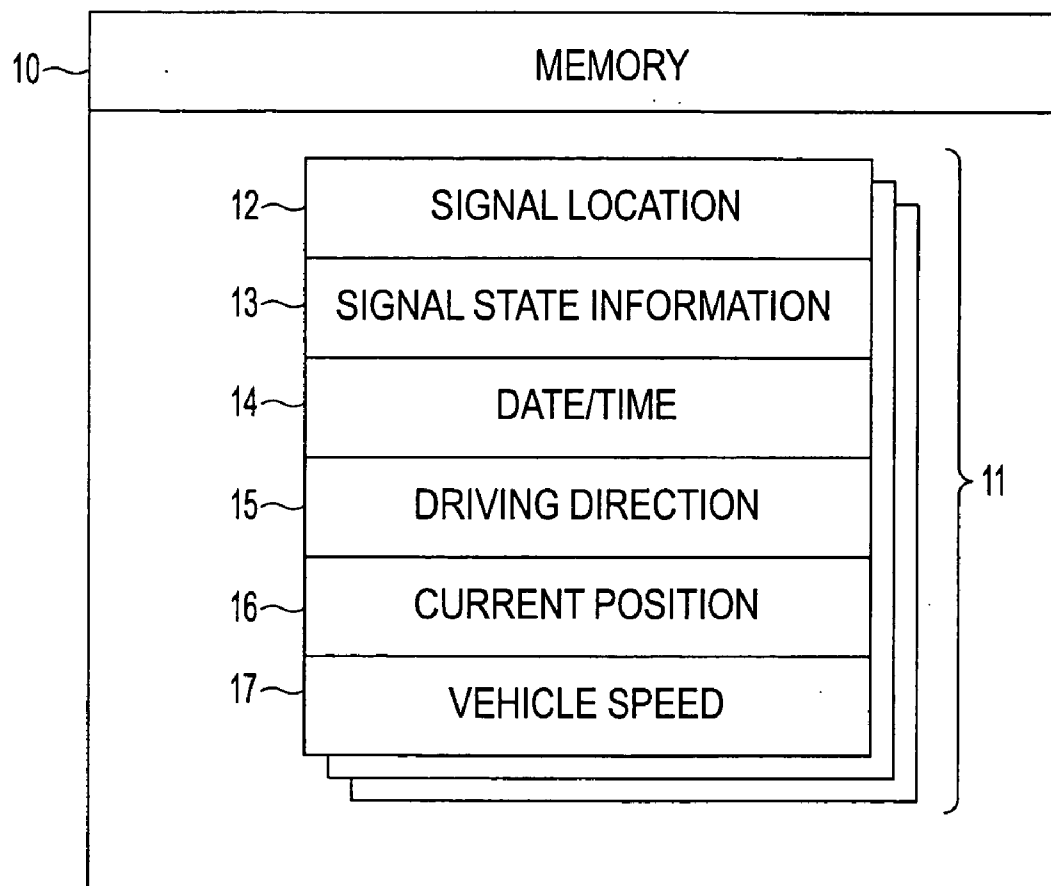 10 MEMORY
12 SIGNAL LOCATION
13 SIGNAL STATE INFORMATION
14 DATE/TIME
15 DRIVING DIRECTION
11
16 CURRENT POSITION
17 VEHICLE SPEED